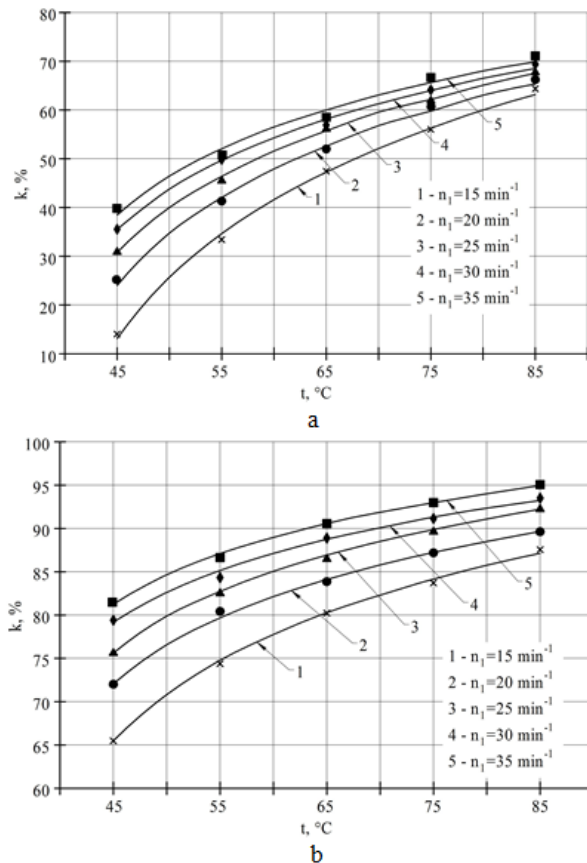 80
70
60
50
40
30
20
10
k, %
45 55 65 75 85
t, °C
1
2
3
4
5
1 - n₁=15 min⁻¹
2 - n₁=20 min⁻¹
3 - n₁=25 min⁻¹
4 - n₁=30 min⁻¹
5 - n₁=35 min⁻¹
a
100
95
90
85
80
75
70
65
60
k, %
45 55 65 75 85
t, °C
1
2
3
4
5
1 - n₁=15 min⁻¹
2 - n₁=20 min⁻¹
3 - n₁=25 min⁻¹
4 - n₁=30 min⁻¹
5 - n₁=35 min⁻¹
b